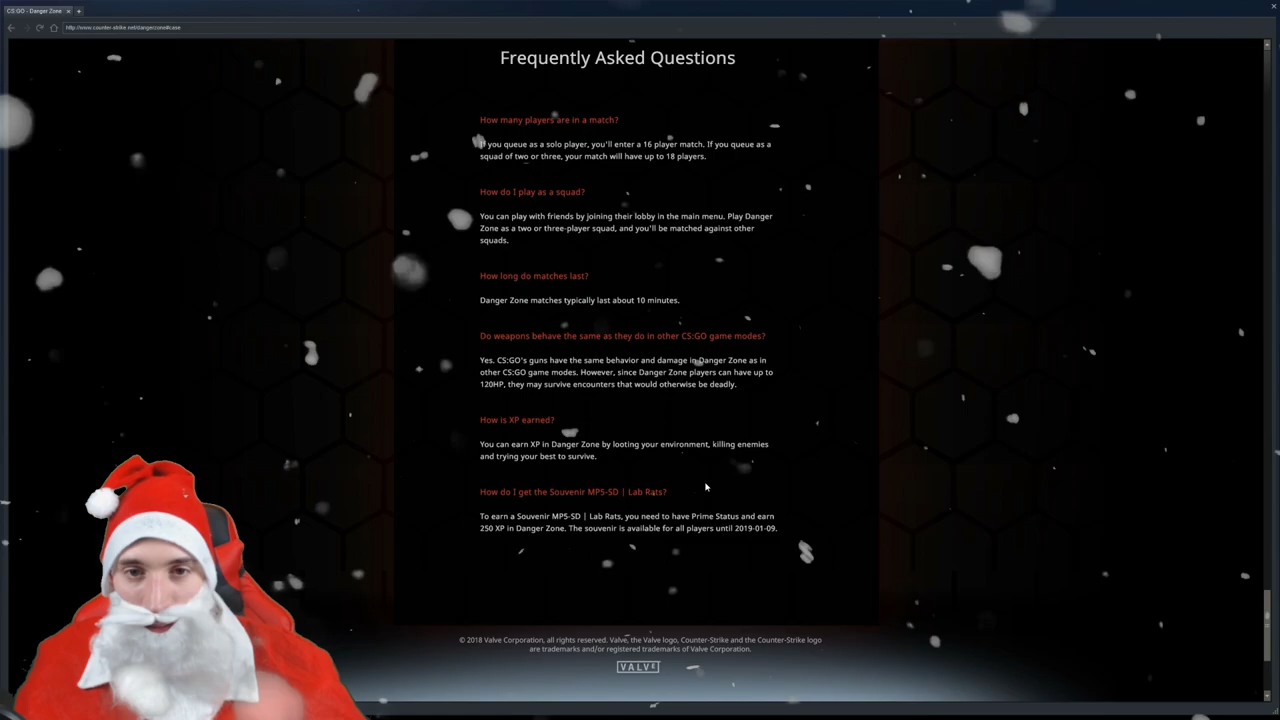 CS:GO - Danger Zone
http://www.counter-strike.net/dangerzone#case
Frequently Asked Questions
How many players are in a match?
If you queue as a solo player, you'll enter a 16 player match. If you queue as a
squad of two or three, your match will have up to 18 players.
How do I play as a squad?
You can play with friends by joining their lobby in the main menu. Play Danger
Zone as a two or three-player squad, and you'll be matched against other
squads.
How long do matches last?
Danger Zone matches typically last about 10 minutes.
Do weapons behave the same as they do in other CS:GO game modes?
Yes. CS:GO's guns have the same behavior and damage in Danger Zone as in
other CS:GO game modes. However, since Danger Zone players can have up to
120HP, they may survive encounters that would otherwise be deadly.
How is XP earned?
You can earn XP in Danger Zone by looting your environment, killing enemies
and trying your best to survive.
How do I get the Souvenir MP5-SD | Lab Rats?
To earn a Souvenir MP5-SD | Lab Rats, you need to have Prime Status and earn
250 XP in Danger Zone. The souvenir is available for all players until 2019-01-09.
© 2018 Valve Corporation, all rights reserved. Valve, the Valve logo, Counter-Strike and the Counter-Strike logo
are trademarks and/or registered trademarks of Valve Corporation.
VALVE